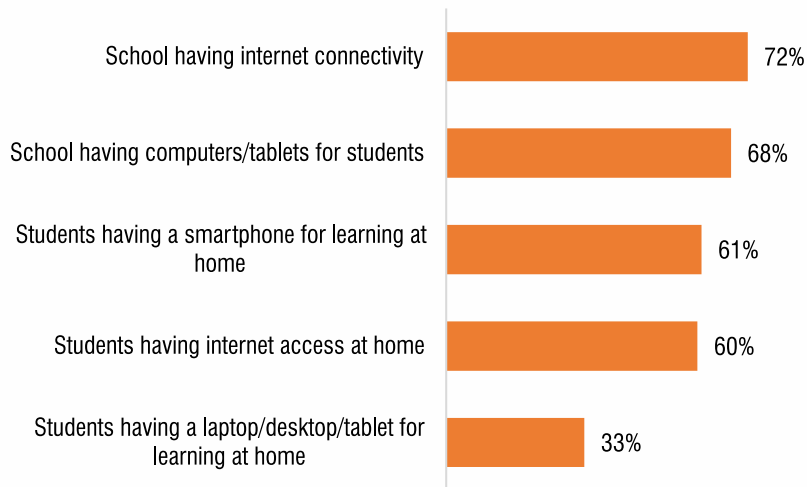 School having internet connectivity
72%
School having computers/tablets for students
68%
Students having a smartphone for learning at
home
61%
Students having internet access at home
60%
Students having a laptop/desktop/tablet for
learning at home
33%